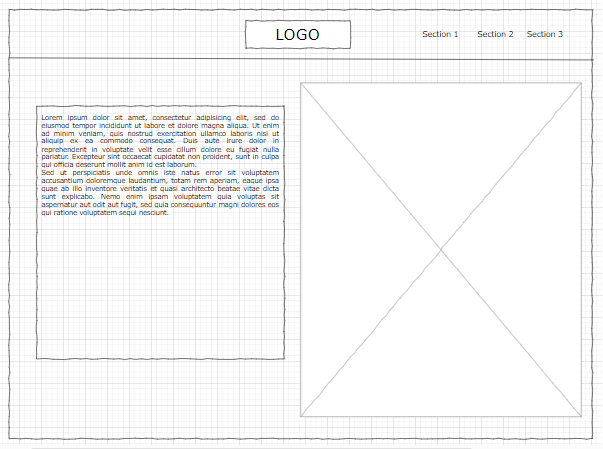 LOGO
Section 1
Section 2
Section 3
Lorem ipsum dolor sit amet, consectetur adipisicing elit, sed do
eiusmod tempor incididunt ut labore et dolore magna aliqua. Ut enim
ad minim veniam, quis nostrud exercitation ullamco laboris nisi ut
aliquip ex ea commodo consequat. Duis aute irure dolor in
reprehenderit in voluptate velit esse cillum dolore eu fugiat nulla
pariatur. Excepteur sint occaecat cupidatat non proident, sunt in culpa
qui officia deserunt mollit anim id est laborum.
Sed ut perspiciatis unde omnis iste natus error sit voluptatem
accusantium doloremque laudantium, totam rem aperiam, eaque ipsa
quae ab illo inventore veritatis et quasi architecto beatae vitae dicta
sunt explicabo. Nemo enim ipsam voluptatem quia voluptas sit
aspernatur aut odit aut fugit, sed quia consequuntur magni dolores eos
qui ratione voluptatem sequi nesciunt.